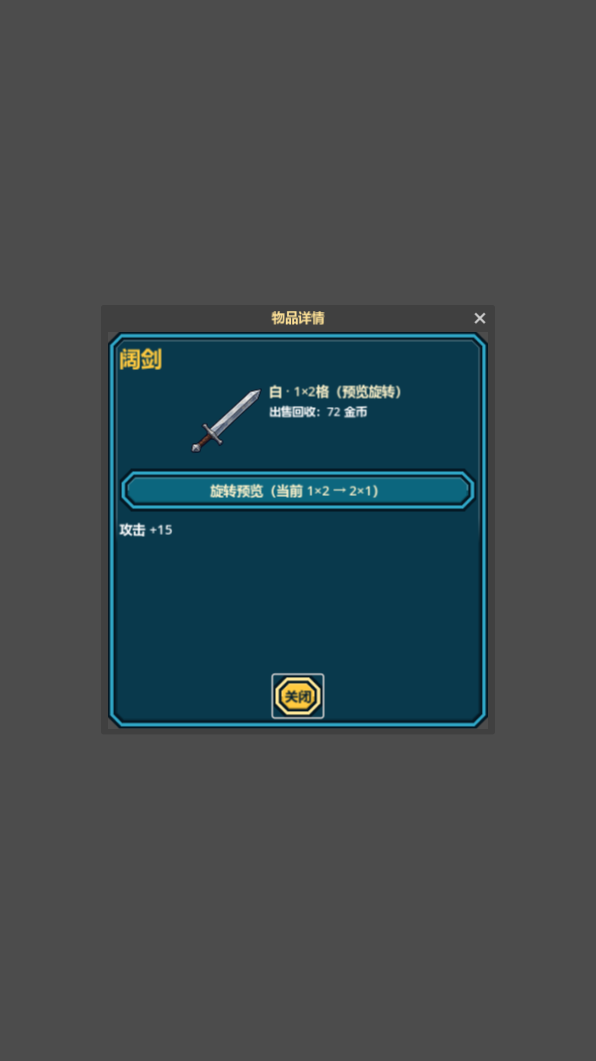 物品详情
阔剑
白 · 1×2格（预览旋转）
出售回收：72 金币
旋转预览（当前 1×2 → 2×1）
攻击 +15
关闭